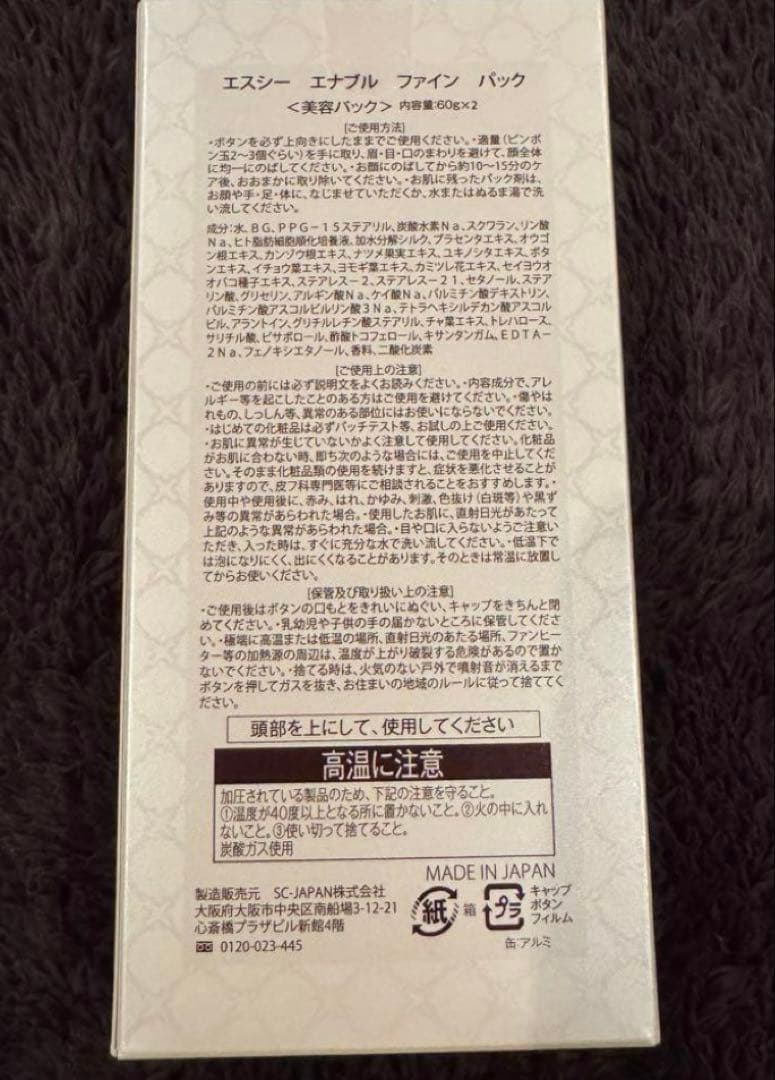 エスシー エナブル ファイン パック
＜美容パック＞ 内容量:60g×2
[ご使用方法]
・ボタンを必ず上向きにしたままでご使用ください。・適量(ピンポン
玉2〜3個ぐらい)を手に取り、眉・目・口のまわりを避けて、顔全体
に均一にのばしてください。・お顔にのばしてから約10〜15分のケ
ア後、おおまかに取り除いてください。・お肌に残ったパック剤は、
お顔や手・足・体に、なじませていただくか、水またはぬるま湯で洗
い流してください。
成分:水、BG、PPG－15ステアリル、炭酸水素Na、スクワラン、リン酸
Na、ヒト脂肪細胞順化培養液、加水分解シルク、プラセンタエキス、オウゴ
ン根エキス、カンゾウ根エキス、ナツメ果実エキス、ユキノシタエキス、ボ
タンエキス、イチョウ葉エキス、ヨモギ葉エキス、カミツレ花エキス、セイヨウオ
オバコ種子エキス、ステアレス－2、ステアレス－21、セタノール、ステア
リン酸、グリセリン、アルギン酸Na、ケイ酸Na、パルミチン酸デキストリン、
パルミチン酸アスコルビルリン酸3Na、テトラヘキシルデカン酸アスコル
ビル、アラントイン、グリチルレチン酸ステアリル、チャ葉エキス、トレハロース、
サリチル酸、ビサボロール、酢酸トコフェロール、キサンタンガム、EDTA－
2Na、フェノキシエタノール、香料、二酸化炭素
[ご使用上の注意]
・ご使用の前には必ず説明文をよくお読みください。・内容成分で、アレ
ルギー等を起こしたことのある方はご使用を避けてください。・傷やは
れもの、しっしん等、異常のある部位にはお使いにならないでください。
・はじめての化粧品は必ずパッチテスト等、お試しの上ご使用ください。
・お肌に異常が生じていないかよく注意して使用してください。化粧品
がお肌に合わない時、即ち次のような場合には、ご使用を中止してくだ
さい。そのまま化粧品類の使用を続けますと、症状を悪化させることが
ありますので、皮フ科専門医等にご相談されることをおすすめします。・
使用中や使用後に、赤み、はれ、かゆみ、刺激、色抜け(白斑等)や黒ず
み等の異常があらわれた場合。・使用したお肌に、直射日光があたって
上記のような異常があらわれた場合。・目や口に入らないようご注意い
ただき、入った時は、すぐに充分な水で洗い流してください。・低温下で
は泡になりにくく、出にくくなることがあります。そのときは常温に放置し
てからお使いください。
[保管及び取り扱い上の注意]
・ご使用後はボタンの口もとをきれいにぬぐい、キャップをきちんと閉
めてください。・乳幼児や子供の手の届かないところに保管してくださ
い。・極端に高温または低温の場所、直射日光のあたる場所、ファンヒー
ター等の加熱源の周辺は、温度が上がり破裂する危険があるので置か
ないでください。・捨てる時は、火気のない戸外で噴射音が消えるまで
ボタンを押してガスを抜き、お住まいの地域のルールに従って捨ててく
ださい。
頭部を上にして、使用してください
高温に注意
加圧されている製品のため、下記の注意を守ること。
①温度が40度以上となる所に置かないこと。②火の中に入れ
ないこと。③使い切って捨てること。
炭酸ガス使用
MADE IN JAPAN
製造販売元 SC-JAPAN株式会社
大阪府大阪市中央区南船場3-12-21
心斎橋プラザビル新館4階
0120-023-445
紙 箱
プラ
キャップ
ボタン
フィルム
缶:アルミ